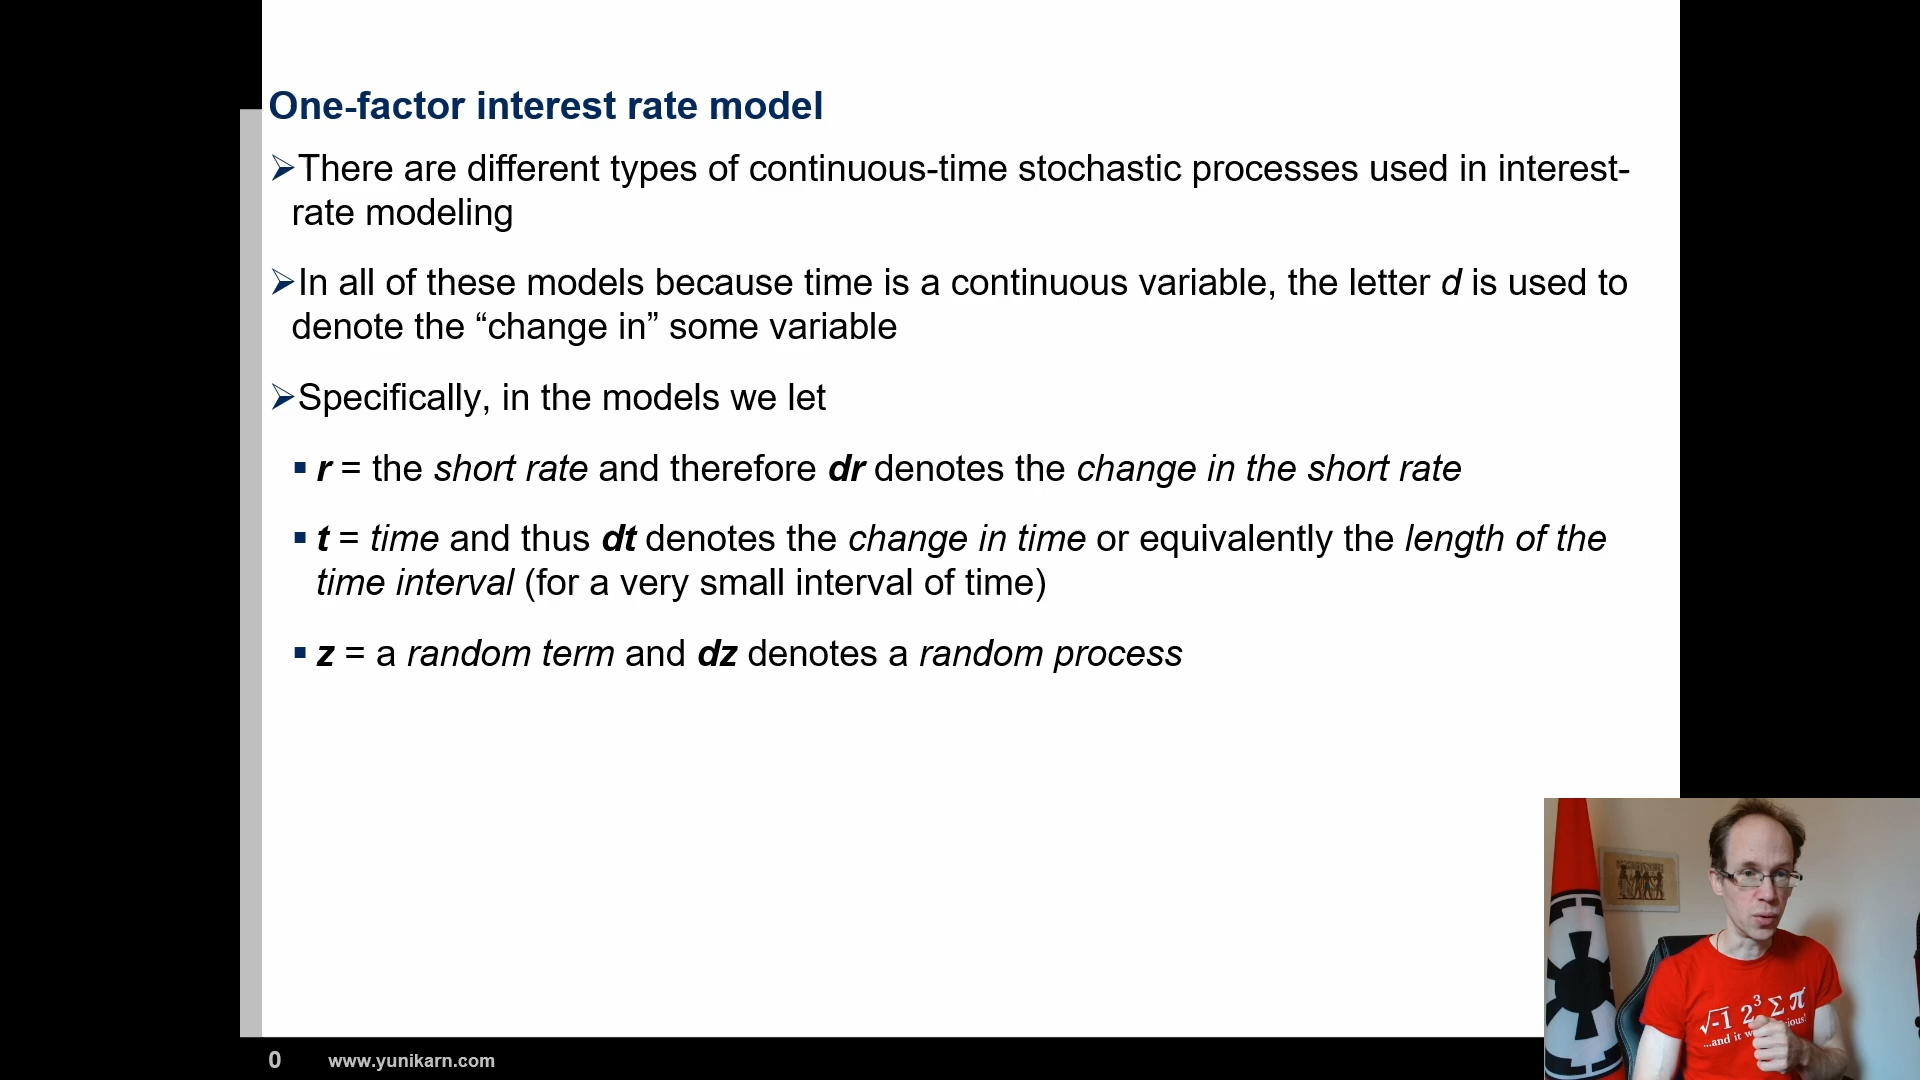 One-factor interest rate model
➢There are different types of continuous-time stochastic processes used in interest-
rate modeling
➢In all of these models because time is a continuous variable, the letter d is used to
denote the “change in” some variable
➢Specifically, in the models we let
▪ r = the short rate and therefore dr denotes the change in the short rate
▪ t = time and thus dt denotes the change in time or equivalently the length of the
time interval (for a very small interval of time)
▪ z = a random term and dz denotes a random process
√-1 2³ Σ π
...and it
0 www.yunikarn.com